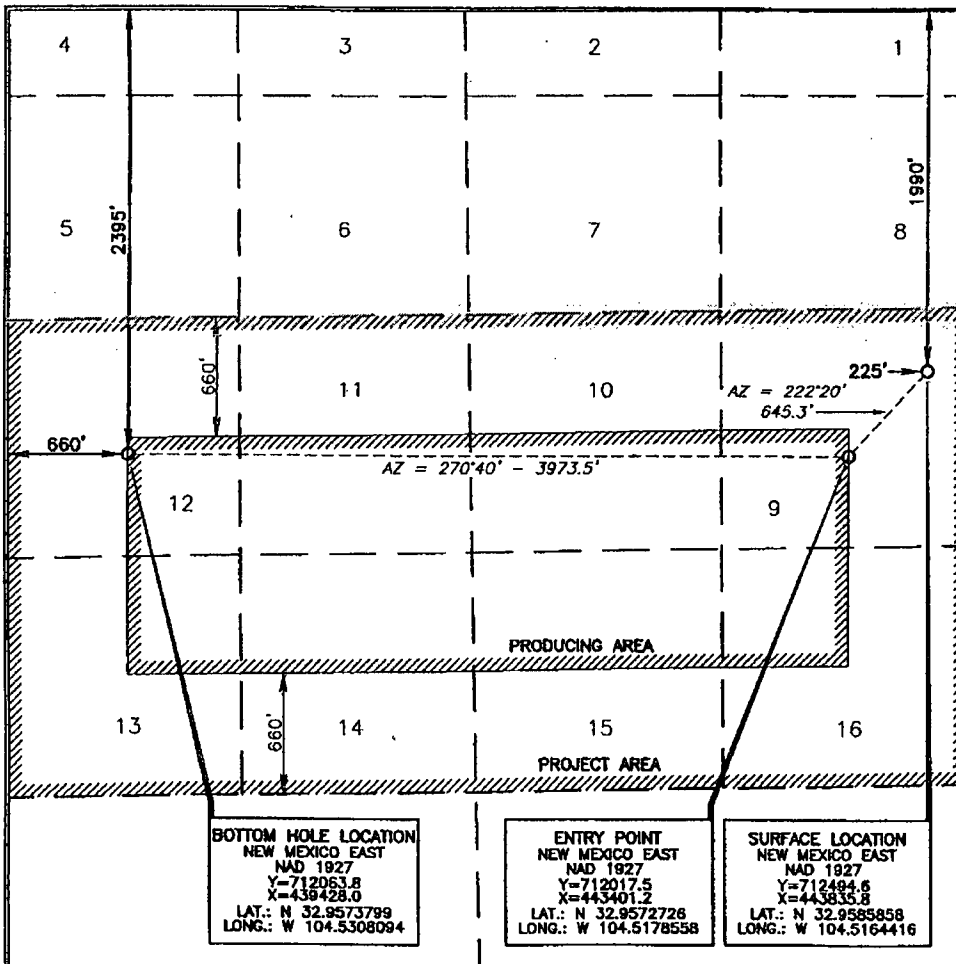 4
3
2
1
2395'
1990'
5
6
7
8
660'
11
10
225'
AZ = 222°20'
645.3'
660'
AZ = 270°40' - 3973.5'
12
9
PRODUCING AREA
13
14
15
16
660'
PROJECT AREA
BOTTOM HOLE LOCATION
NEW MEXICO EAST
NAD 1927
Y=712063.8
X=439428.0
LAT.: N 32.9573799
LONG.: W 104.5308094
ENTRY POINT
NEW MEXICO EAST
NAD 1927
Y=712017.5
X=443401.2
LAT.: N 32.9572726
LONG.: W 104.5178558
SURFACE LOCATION
NEW MEXICO EAST
NAD 1927
Y=712494.6
X=443835.8
LAT.: N 32.9585858
LONG.: W 104.5164416